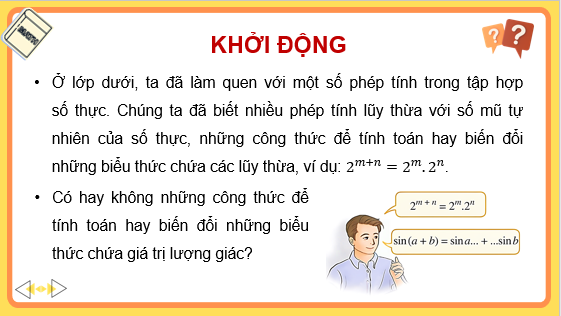 KHỞI ĐỘNG
• Ở lớp dưới, ta đã làm quen với một số phép tính trong tập hợp
số thực. Chúng ta đã biết nhiều phép tính lũy thừa với số mũ tự
nhiên của số thực, những công thức để tính toán hay biến đổi
những biểu thức chứa các lũy thừa, ví dụ: 2^{m+n} = 2^m. 2^n.
• Có hay không những công thức để
tính toán hay biến đổi những biểu
thức chứa giá trị lượng giác?
2^{m + n} = 2^m.2^n
sin (a + b) = sin a... + ...sin b